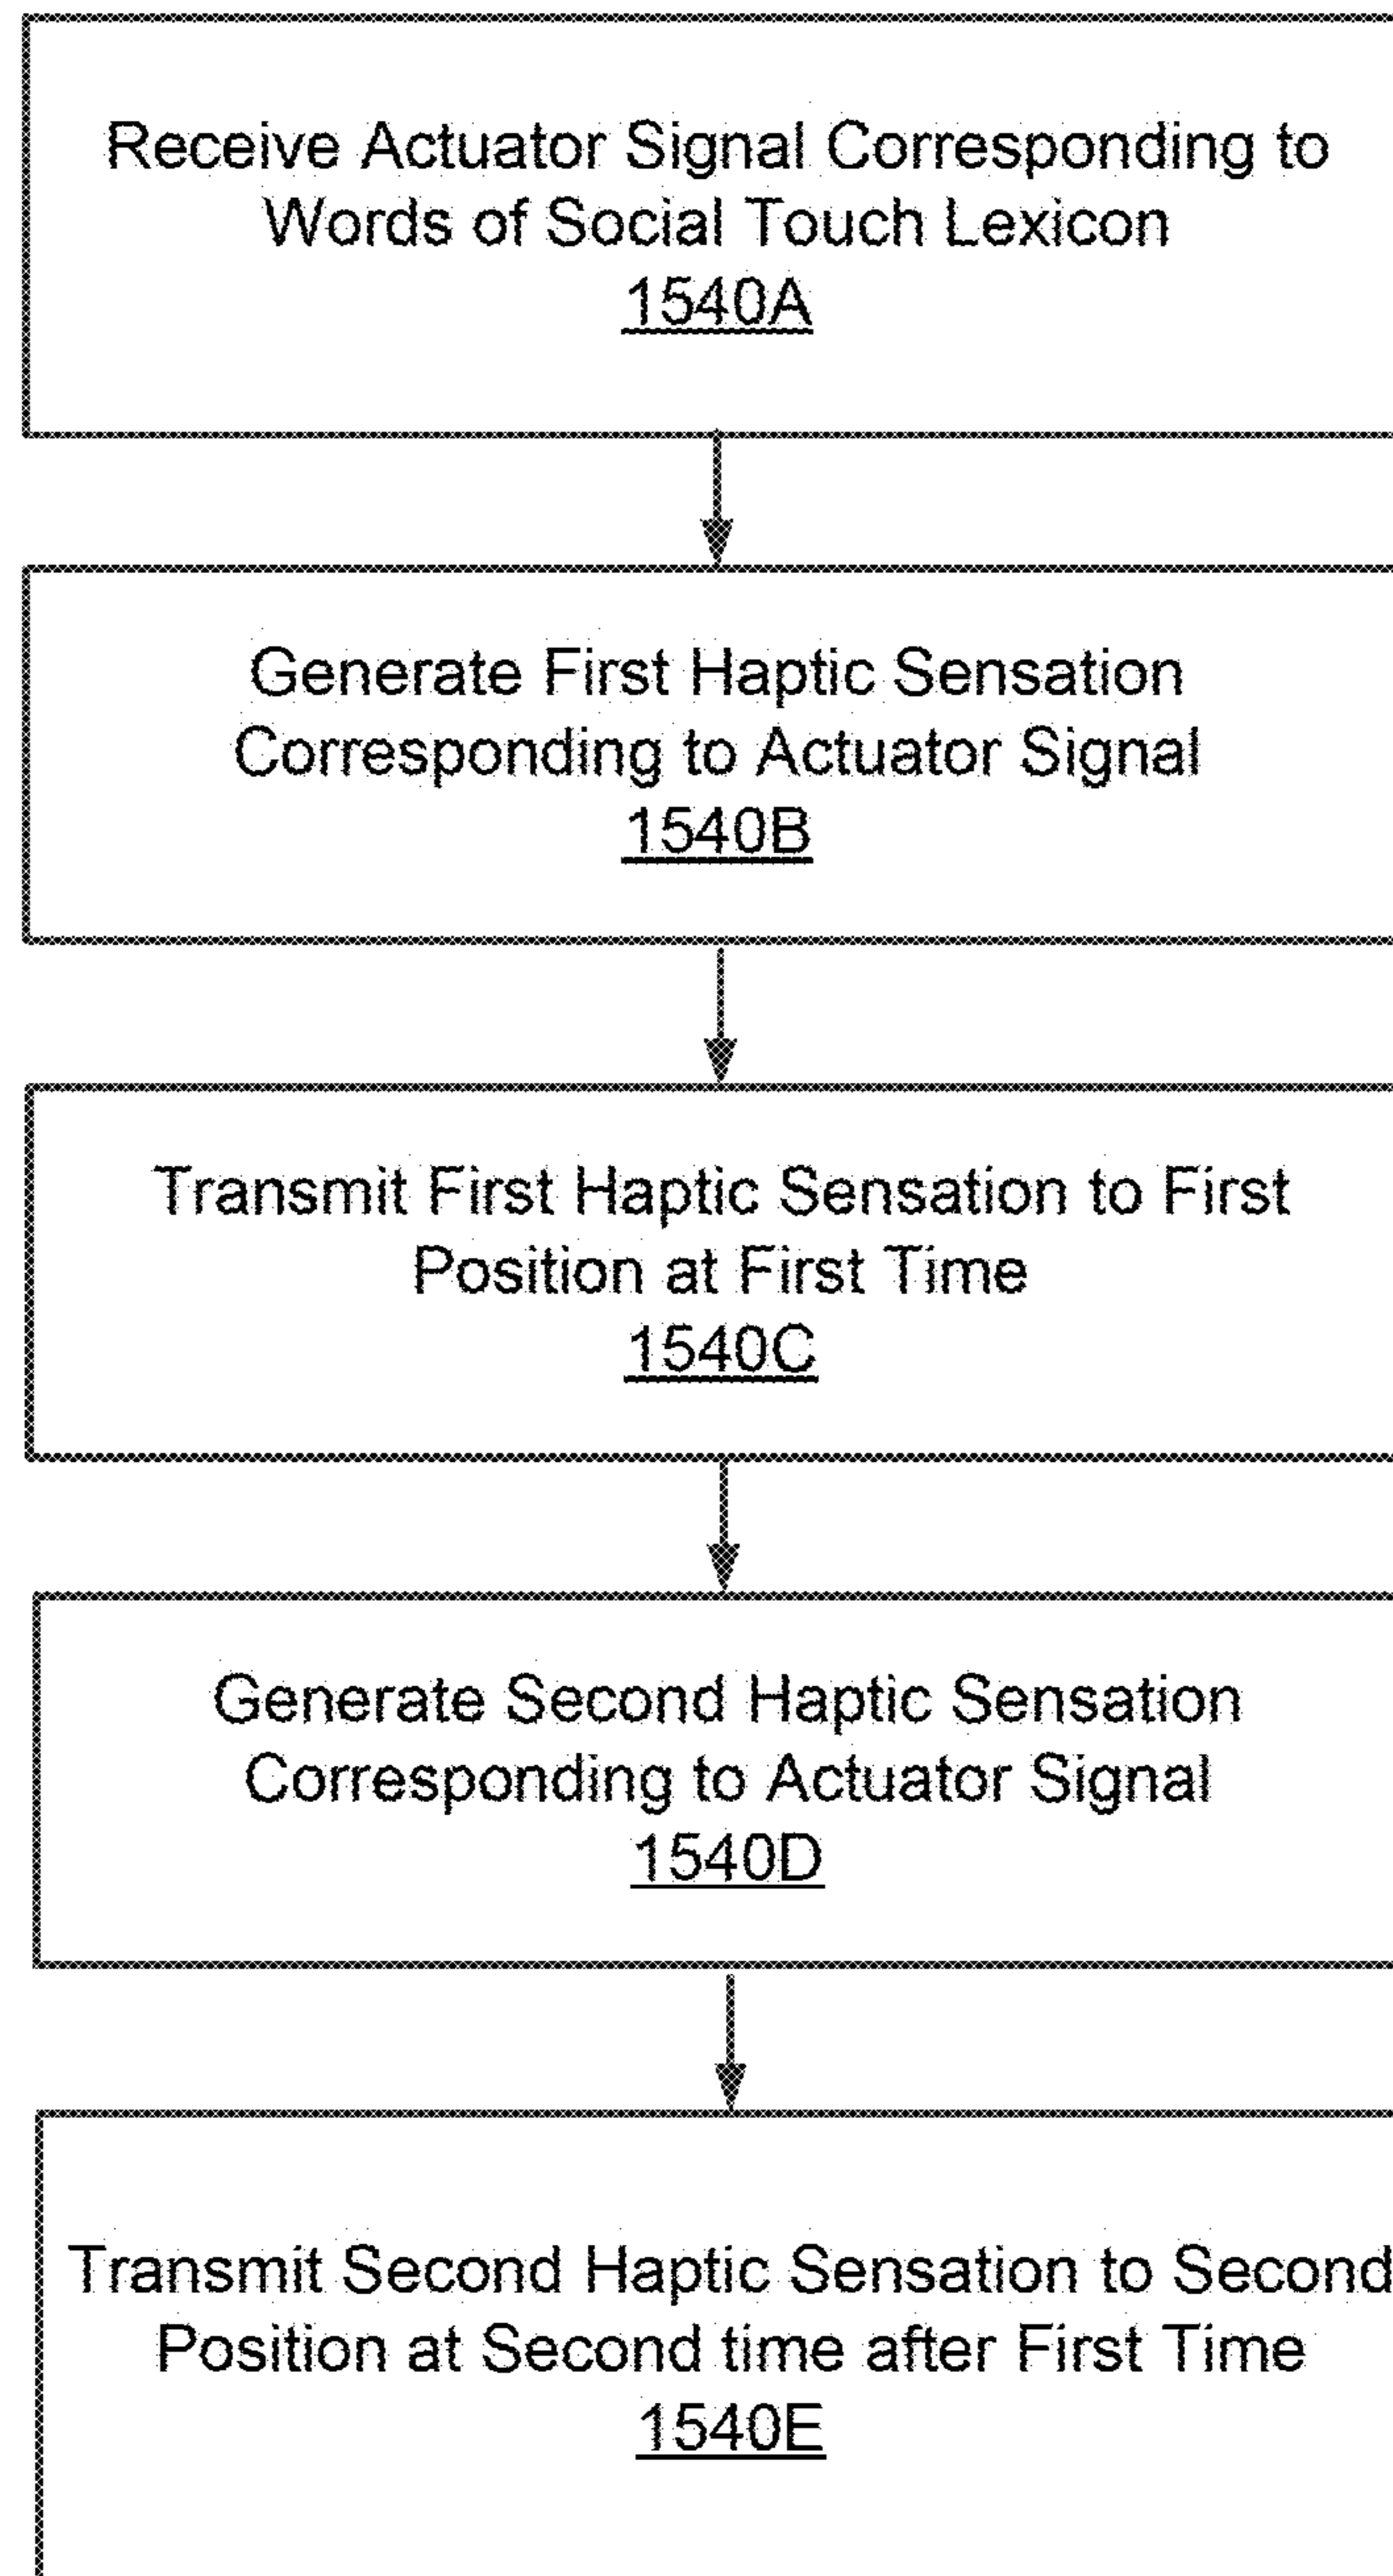 Receive Actuator Signal Corresponding to
Words of Social Touch Lexicon
1540A
Generate First Haptic Sensation
Corresponding to Actuator Signal
1540B
Transmit First Haptic Sensation to First
Position at First Time
1540C
Generate Second Haptic Sensation
Corresponding to Actuator Signal
1540D
Transmit Second Haptic Sensation to Second
Position at Second time after First Time
1540E